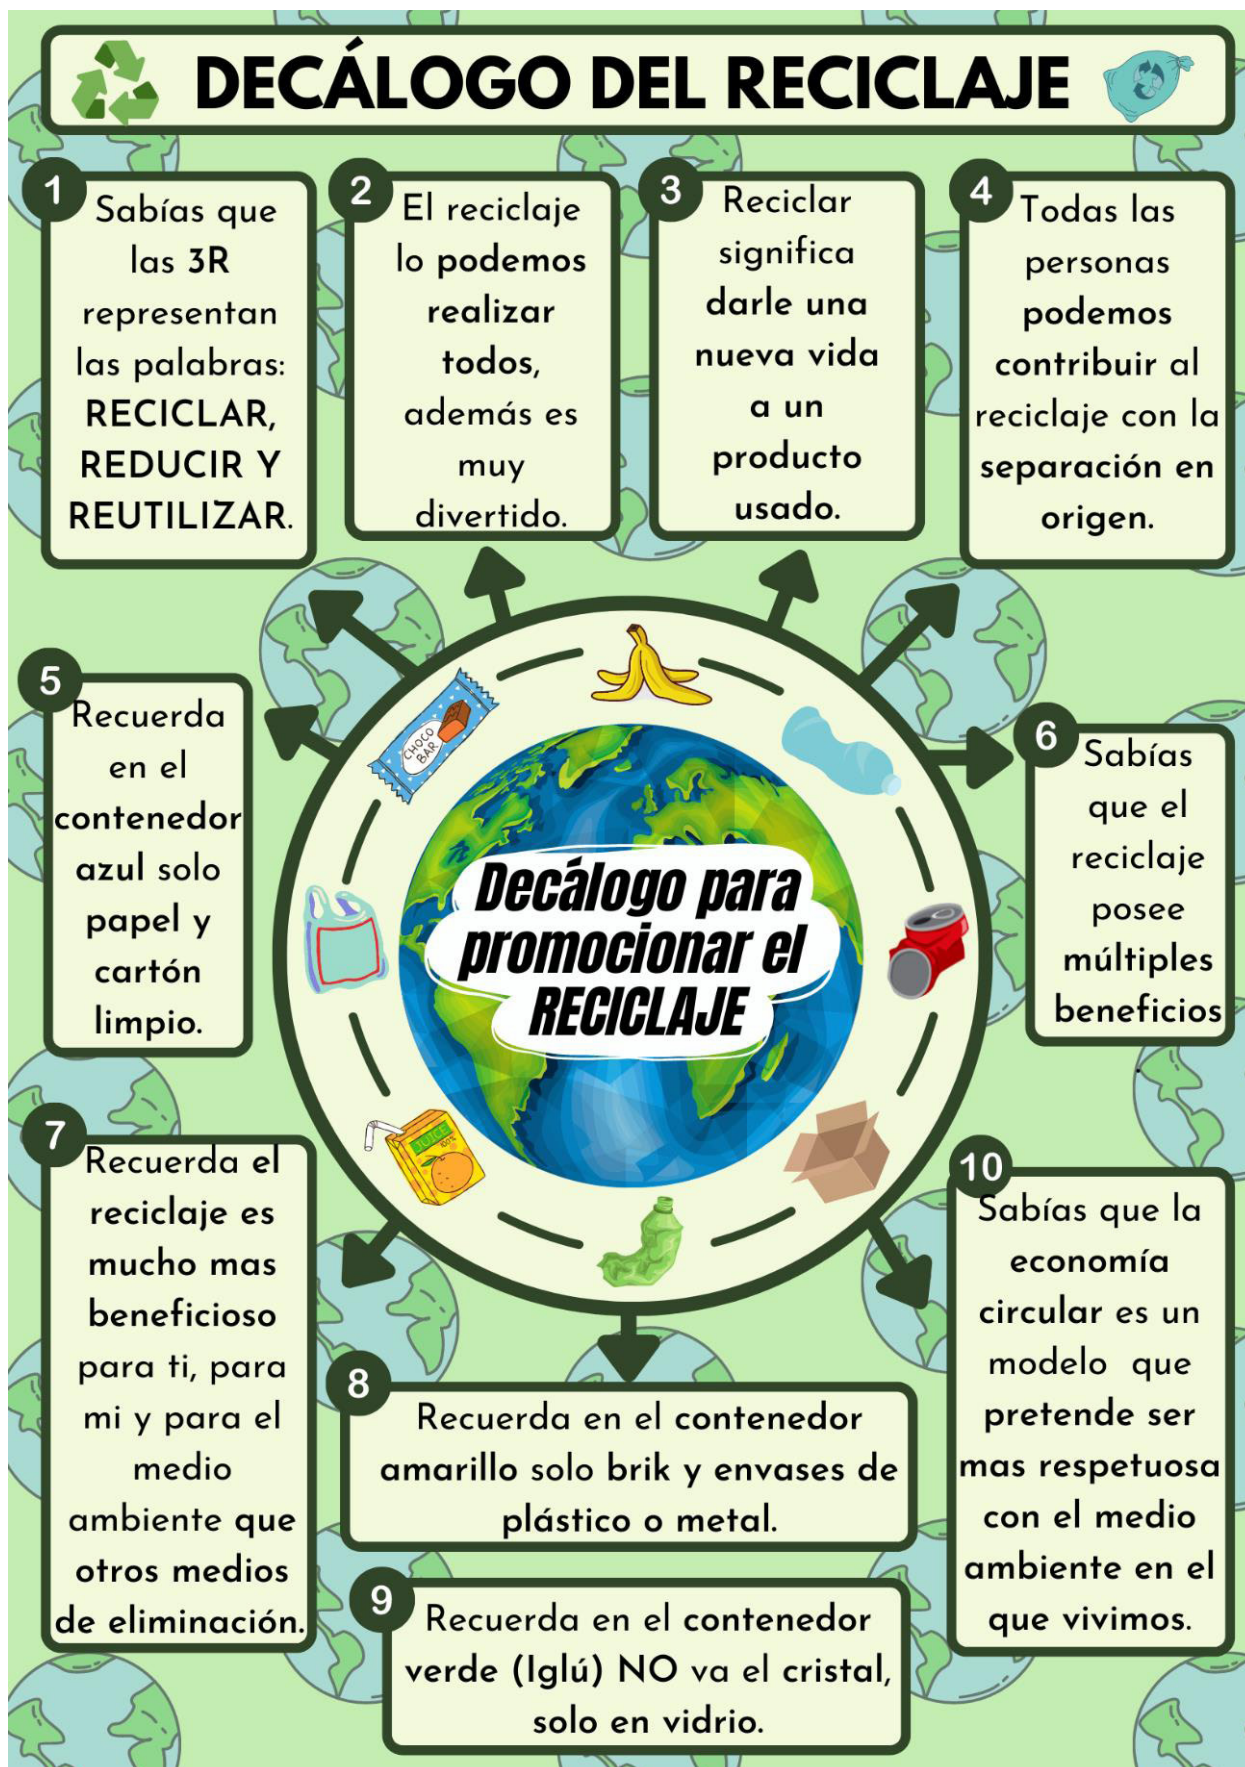 DECÁLOGO DEL RECICLAJE
1
Sabías que
las 3R
representan
las palabras:
RECICLAR,
REDUCIR Y
REUTILIZAR.
2
El reciclaje
lo podemos
realizar
todos,
además es
muy
divertido.
3
Reciclar
significa
darle una
nueva vida
a un
producto
usado.
4
Todas las
personas
podemos
contribuir al
reciclaje con la
separación en
origen.
5
Recuerda
en el
contenedor
azul solo
papel y
cartón
limpio.
CHOCO
BAR
Decálogo para
promocionar el
RECICLAJE
JUICE
100%
6
Sabías
que el
reciclaje
posee
múltiples
beneficios
.
7
Recuerda el
reciclaje es
mucho mas
beneficioso
para ti, para
mi y para el
medio
ambiente que
otros medios
de eliminación.
8
Recuerda en el contenedor
amarillo solo brik y envases de
plástico o metal.
9
Recuerda en el contenedor
verde (Iglú) NO va el cristal,
solo en vidrio.
10
Sabías que la
economía
circular es un
modelo que
pretende ser
mas respetuosa
con el medio
ambiente en el
que vivimos.